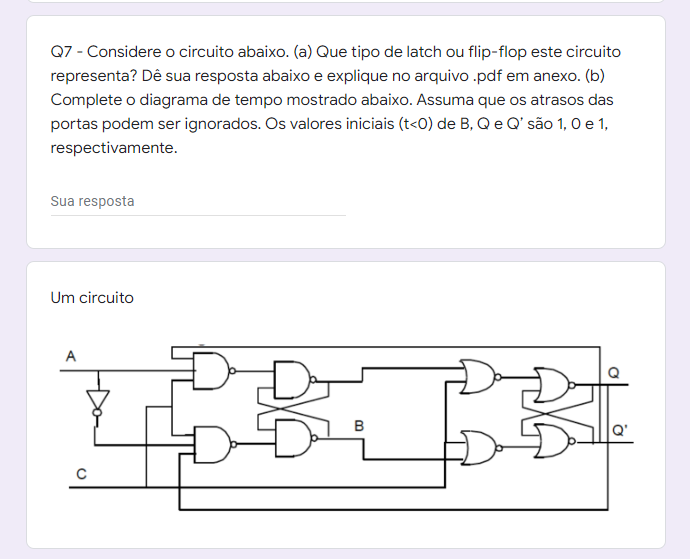 Q7 - Considere o circuito abaixo. (a) Que tipo de latch ou flip-flop este circuito
representa? Dê sua resposta abaixo e explique no arquivo .pdf em anexo. (b)
Complete o diagrama de tempo mostrado abaixo. Assuma que os atrasos das
portas podem ser ignorados. Os valores iniciais (t<0) de B, Q e Q' são 1, 0 e 1,
respectivamente.
Sua resposta
Um circuito
A
Q
B
Q'
C